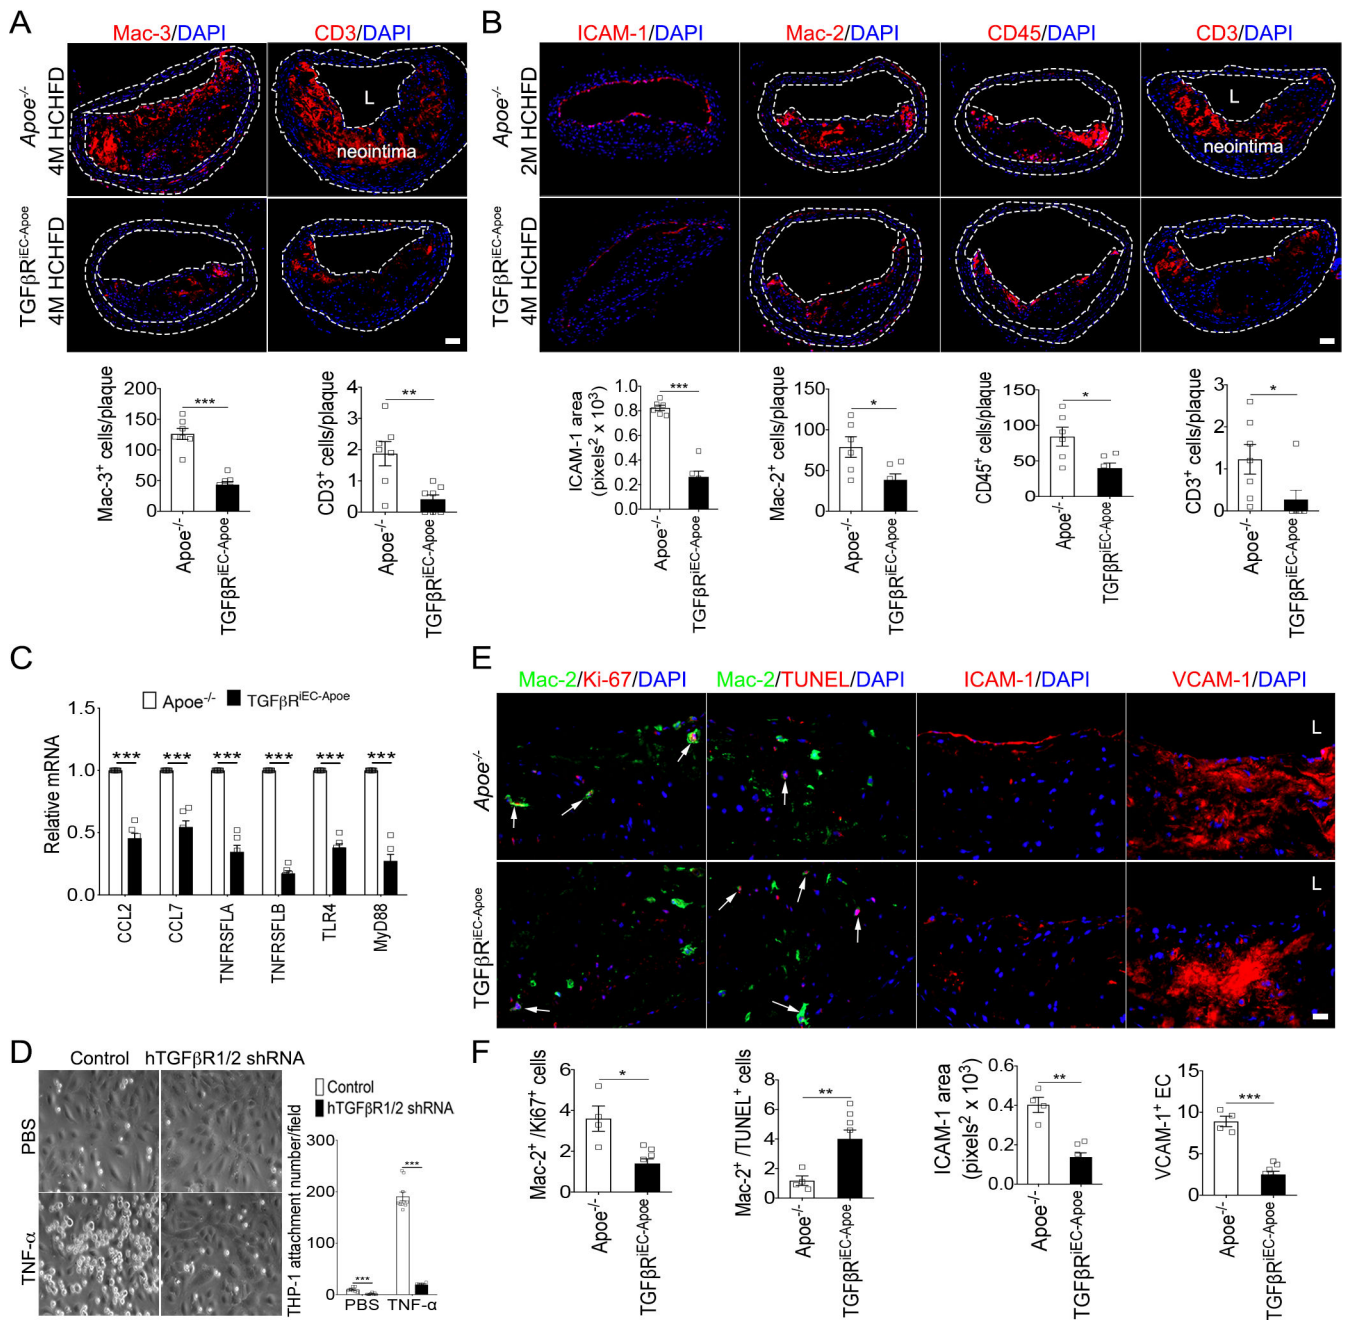 A
Mac-3/DAPI
CD3/DAPI
Apoe-/-
4M HCHFD
L
neointima
TGFβRiEC-Apoe
4M HCHFD
Mac-3+ cells/plaque
200
150
100
50
0
***
Apoe-/-
TGFβRiEC-Apoe
CD3+ cells/plaque
4
3
2
1
0
**
Apoe-/-
TGFβRiEC-Apoe
B
ICAM-1/DAPI
Mac-2/DAPI
CD45/DAPI
CD3/DAPI
Apoe-/-
2M HCHFD
L
neointima
TGFβRiEC-Apoe
4M HCHFD
ICAM-1 area
(pixels2 x 103)
1.0
0.8
0.6
0.4
0.2
0.0
***
Apoe-/-
TGFβRiEC-Apoe
Mac-2+ cells/plaque
150
100
50
0
*
Apoe-/-
TGFβRiEC-Apoe
CD45+ cells/plaque
150
100
50
0
*
Apoe-/-
TGFβRiEC-Apoe
CD3+ cells/plaque
3
2
1
0
*
Apoe-/-
TGFβRiEC-Apoe
C
Apoe-/-
TGFβRiEC-Apoe
Relative mRNA
1.5
1.0
0.5
0.0
*** *** *** *** *** ***
CCL2
CCL7
TNFRSFLA
TNFRSFLB
TLR4
MyD88
D
Control hTGFβR1/2 shRNA
PBS
TNF-α
Control
hTGFβR1/2 shRNA
THP-1 attachment number/field
300
200
100
0
***
***
PBS TNF-α
E
Mac-2/Ki-67/DAPI
Mac-2/TUNEL/DAPI
ICAM-1/DAPI
VCAM-1/DAPI
Apoe-/-
L
TGFβRiEC-Apoe
L
F
Mac-2+ /Ki67+ cells
6
4
2
0
*
Apoe-/-
TGFβRiEC-Apoe
Mac-2+ /TUNEL+ cells
8
6
4
2
0
**
Apoe-/-
TGFβRiEC-Apoe
ICAM-1 area
(pixels2 x 103)
0.6
0.4
0.2
0.0
**
Apoe-/-
TGFβRiEC-Apoe
VCAM-1+ EC
15
10
5
0
***
Apoe-/-
TGFβRiEC-Apoe